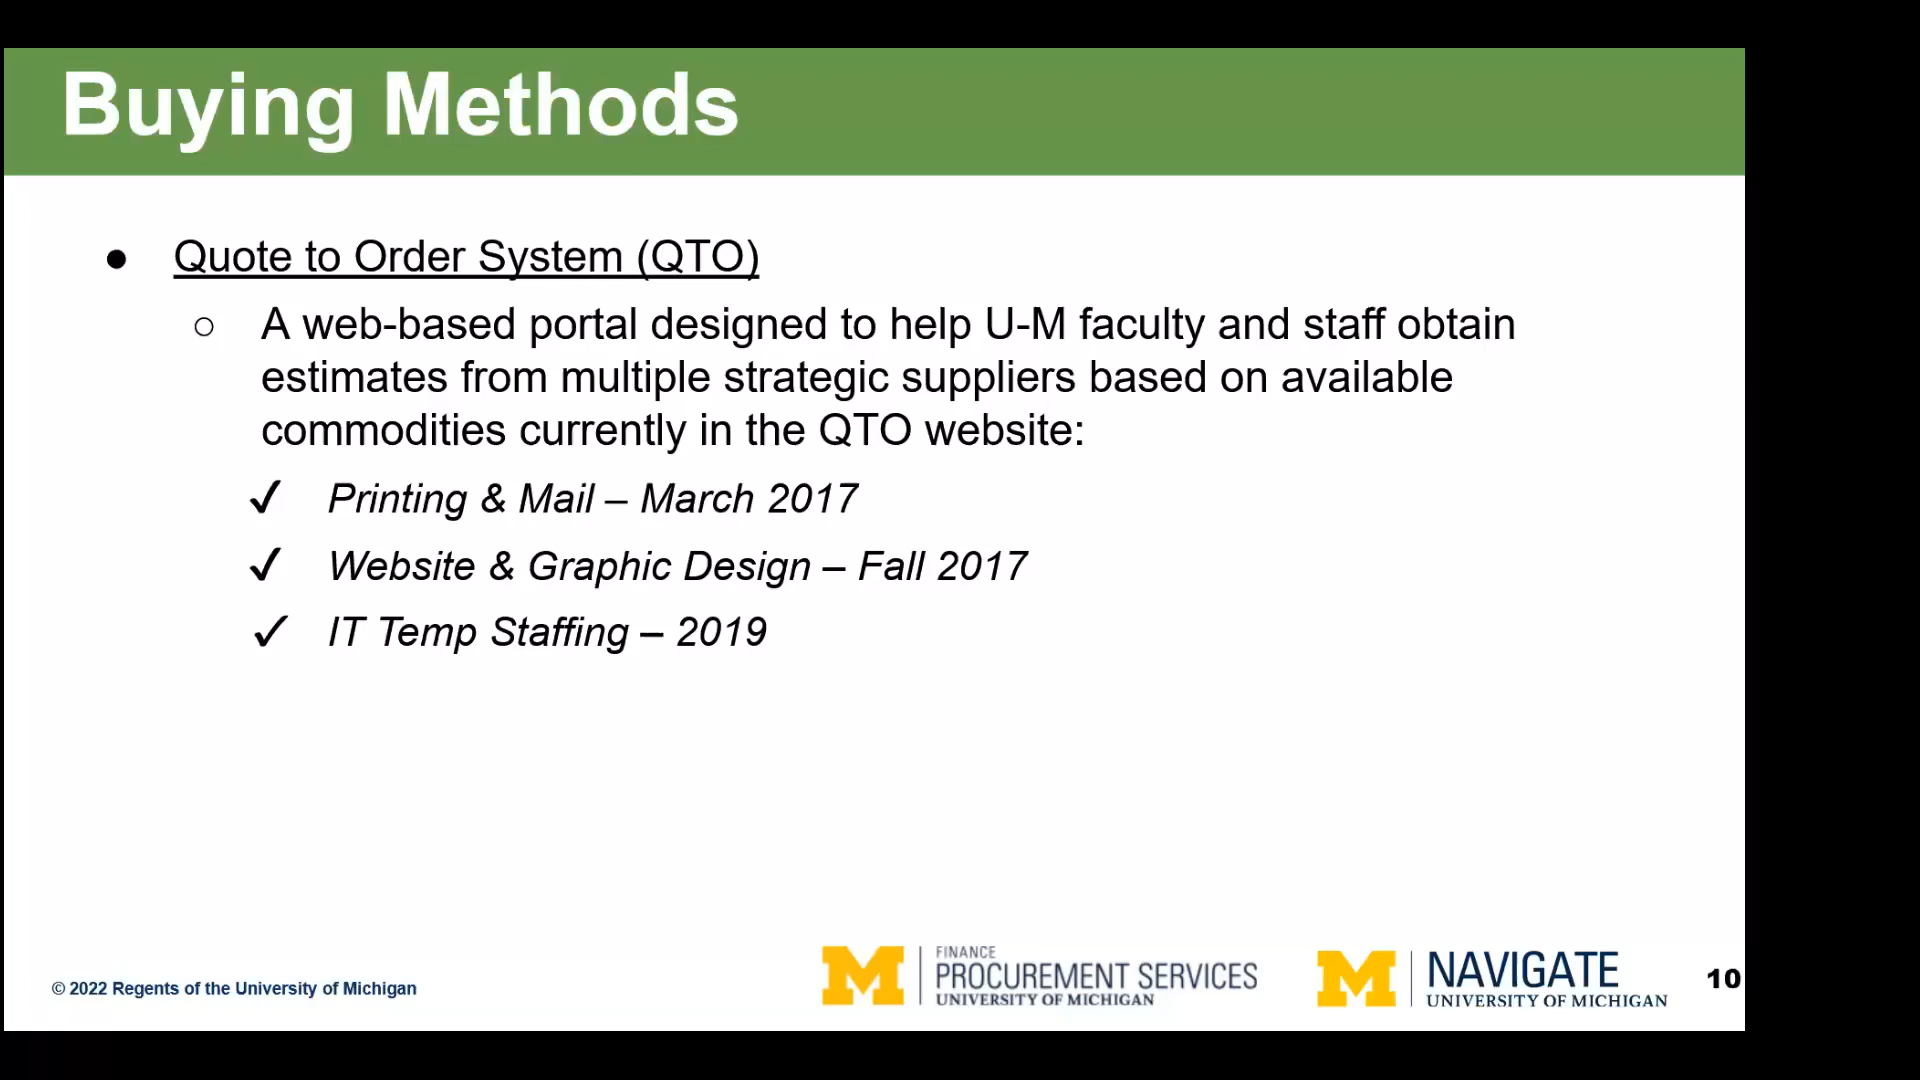 Buying Methods
● Quote to Order System (QTO)
○ A web-based portal designed to help U-M faculty and staff obtain
estimates from multiple strategic suppliers based on available
commodities currently in the QTO website:
✓ Printing & Mail – March 2017
✓ Website & Graphic Design – Fall 2017
✓ IT Temp Staffing – 2019
© 2022 Regents of the University of Michigan
M FINANCE
PROCUREMENT SERVICES
UNIVERSITY OF MICHIGAN
M NAVIGATE
UNIVERSITY OF MICHIGAN
10